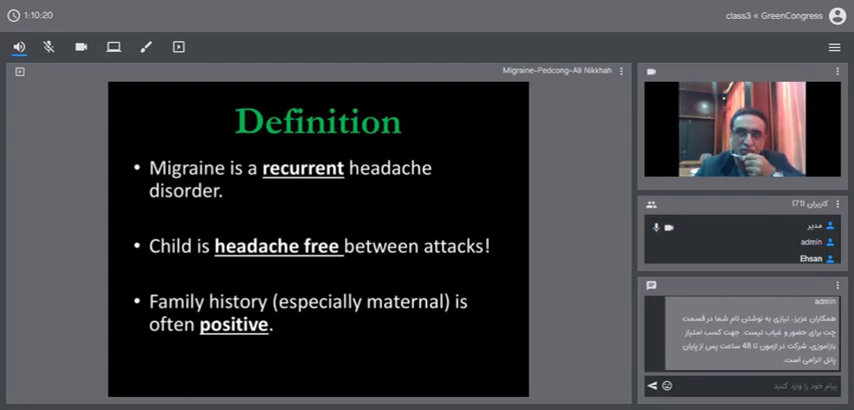 1:10:20
class3 < GreenCongress
Migraine-Pedcong-Ali Nikkhah
Definition
• Migraine is a recurrent headache
disorder.
• Child is headache free between attacks!
• Family history (especially maternal) is
often positive.
کاربران (71)
مدیر
admin
Ehsan
admin
همکاران عزیز، نیازی به نوشتن نام شما در قسمت
چت برای حضور و غیاب نیست. جهت کسب امتیاز
بازآموزی، شرکت در آزمون تا 48 ساعت پس از پایان
پانل الزامی است.
پیام خود را وارد کنید